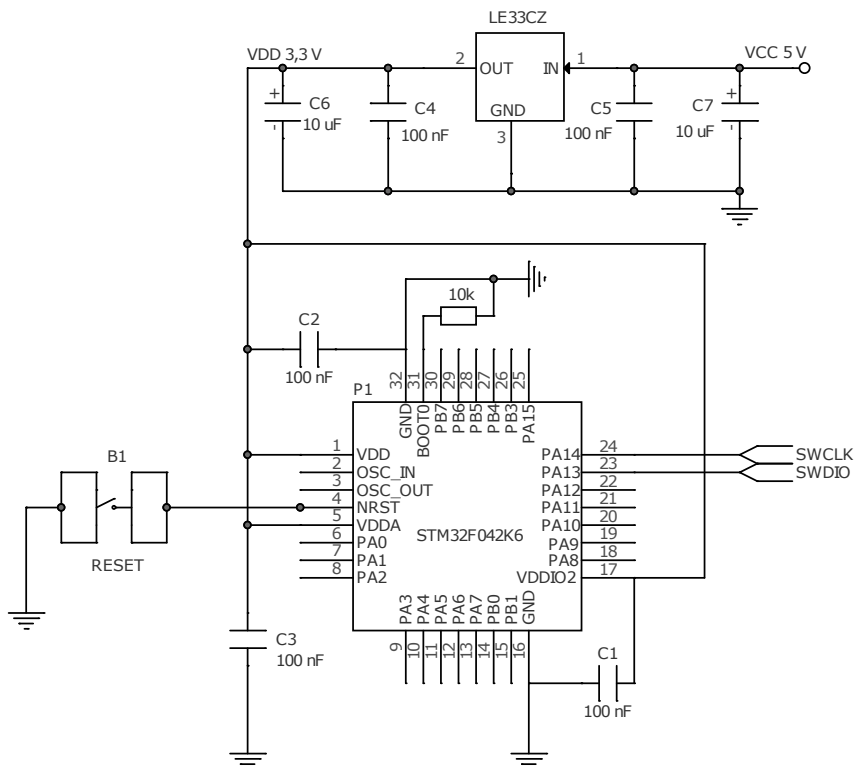 LE33CZ
VDD 3,3 V
2
OUT
IN
1
VCC 5 V
GND
3
+
C6
10 uF
-
C4
100 nF
C5
100 nF
C7
+
10 uF
-
10k
C2
100 nF
P1
32
31
30
29
28
27
26
25
GND
BOOT0
PB7
PB6
PB5
PB4
PB3
PA15
1
VDD
2
OSC_IN
3
OSC_OUT
4
NRST
5
VDDA
6
PA0
7
PA1
8
PA2
STM32F042K6
PA14
24
SWCLK
PA13
23
SWDIO
PA12
22
PA11
21
PA10
20
PA9
19
PA8
18
VDDIO2
17
B1
RESET
PA3
PA4
PA5
PA6
PA7
PB0
PB1
GND
9
10
11
12
13
14
15
16
C3
100 nF
C1
100 nF